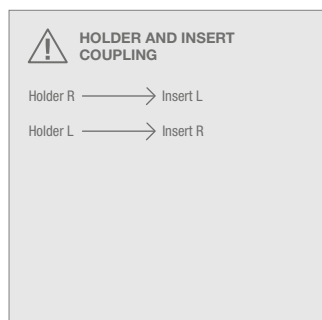 HOLDER AND INSERT
COUPLING
Holder R Insert L
Holder L Insert R